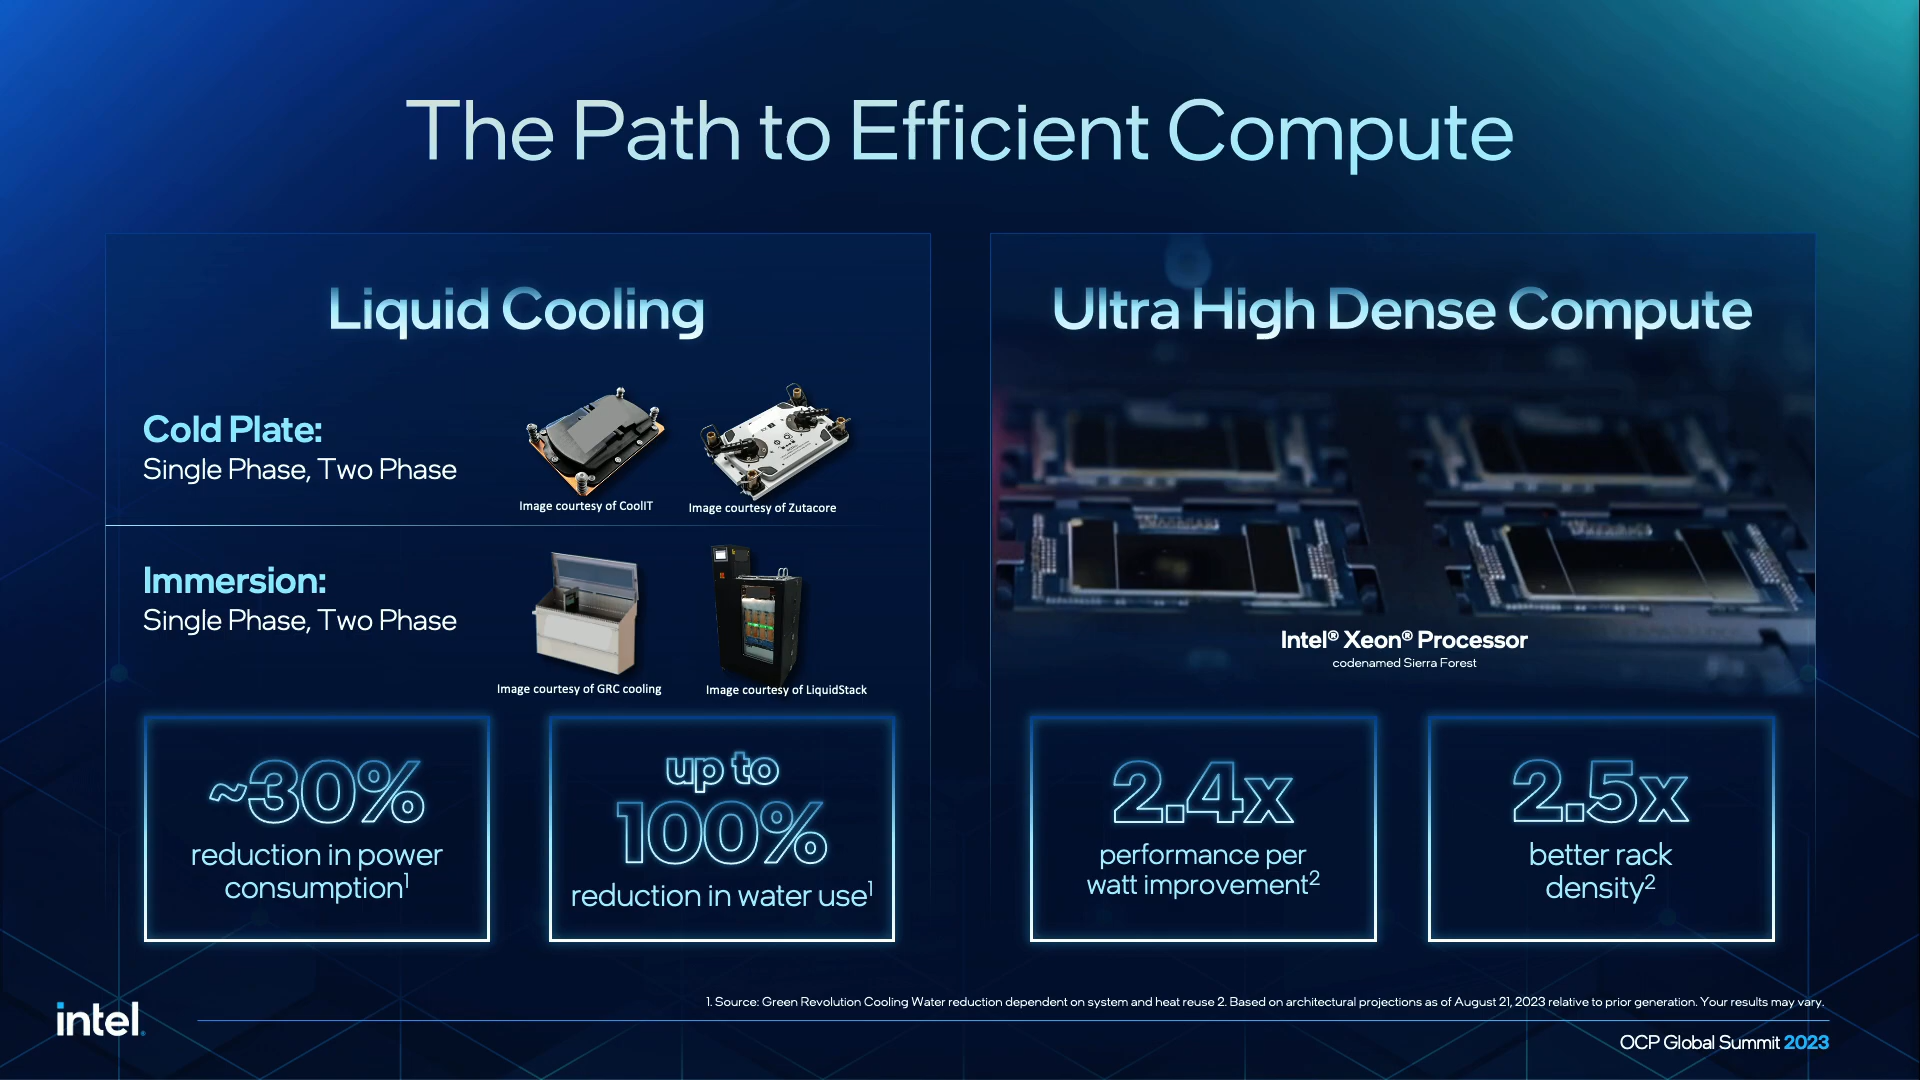 The Path to Efficient Compute
Liquid Cooling
Cold Plate:
Single Phase, Two Phase
Image courtesy of CoolIT
Image courtesy of Zutacore
Immersion:
Single Phase, Two Phase
Image courtesy of GRC cooling
Image courtesy of LiquidStack
~30%
reduction in power
consumption1
up to
100%
reduction in water use1
Ultra High Dense Compute
Intel® Xeon® Processor
codenamed Sierra Forest
2.4x
performance per
watt improvement2
2.5x
better rack
density2
1. Source: Green Revolution Cooling Water reduction dependent on system and heat reuse 2. Based on architectural projections as of August 21, 2023 relative to prior generation. Your results may vary.
intel.
OCP Global Summit 2023